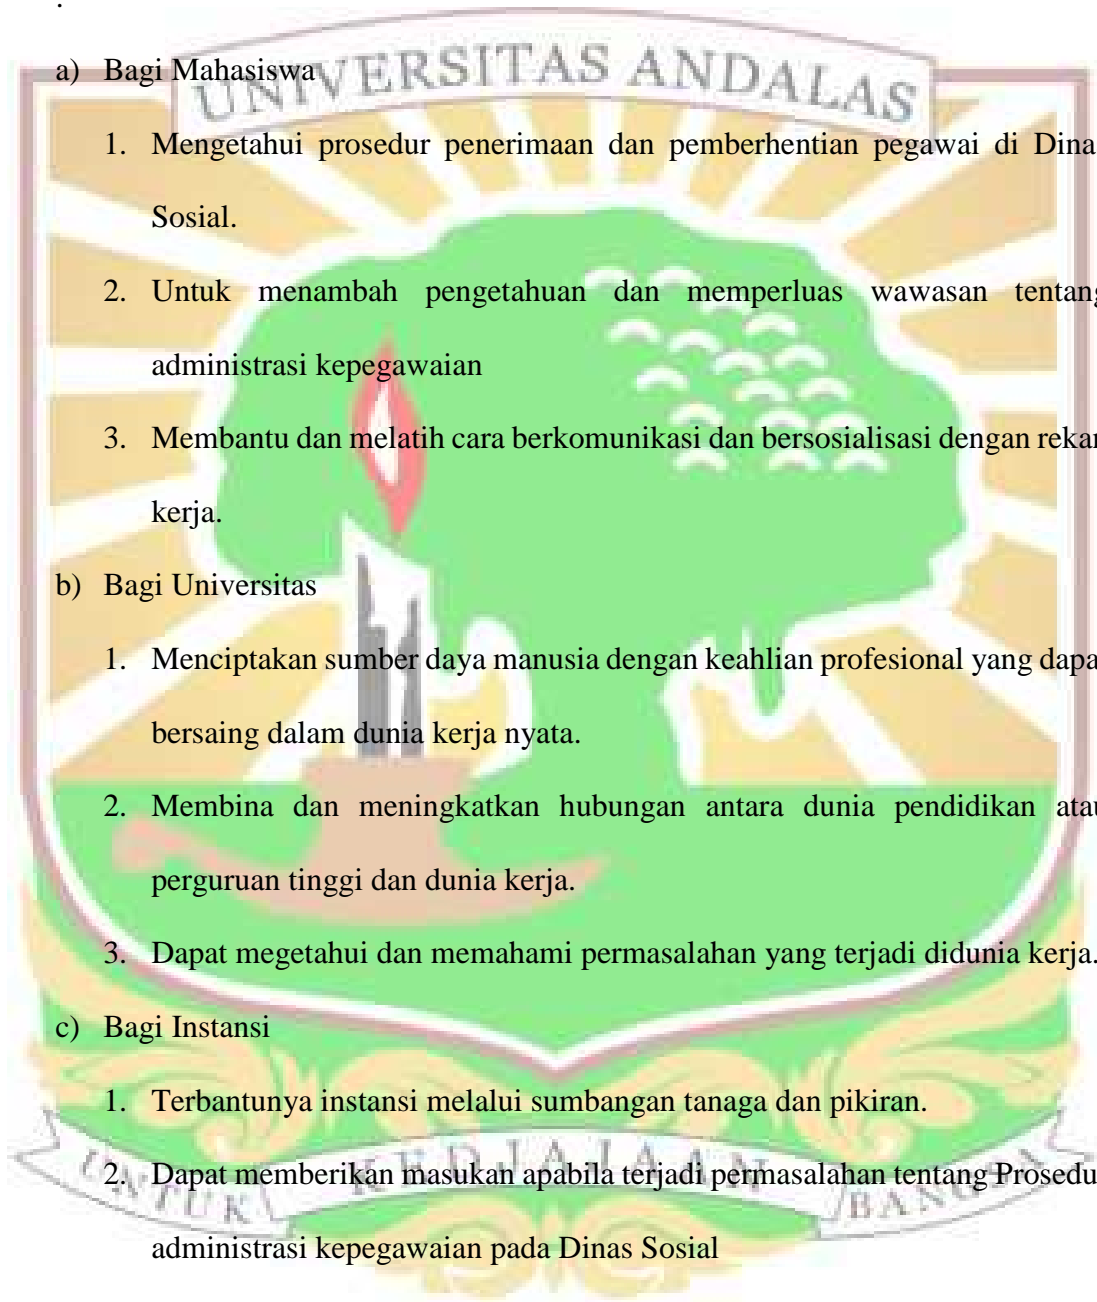 .
UNIVERSITAS ANDALAS
a) Bagi Mahasiswa
1. Mengetahui prosedur penerimaan dan pemberhentian pegawai di Dina
Sosial.
2. Untuk menambah pengetahuan dan memperluas wawasan tentang
administrasi kepegawaian
3. Membantu dan melatih cara berkomunikasi dan bersosialisasi dengan rekan
kerja.
b) Bagi Universitas
1. Menciptakan sumber daya manusia dengan keahlian profesional yang dapa
bersaing dalam dunia kerja nyata.
2. Membina dan meningkatkan hubungan antara dunia pendidikan atau
perguruan tinggi dan dunia kerja.
3. Dapat megetahui dan memahami permasalahan yang terjadi didunia kerja.
c) Bagi Instansi
1. Terbantunya instansi melalui sumbangan tanaga dan pikiran.
UNTUK KEDJAJAAN BANGSA
2. Dapat memberikan masukan apabila terjadi permasalahan tentang Prosedu
administrasi kepegawaian pada Dinas Sosial